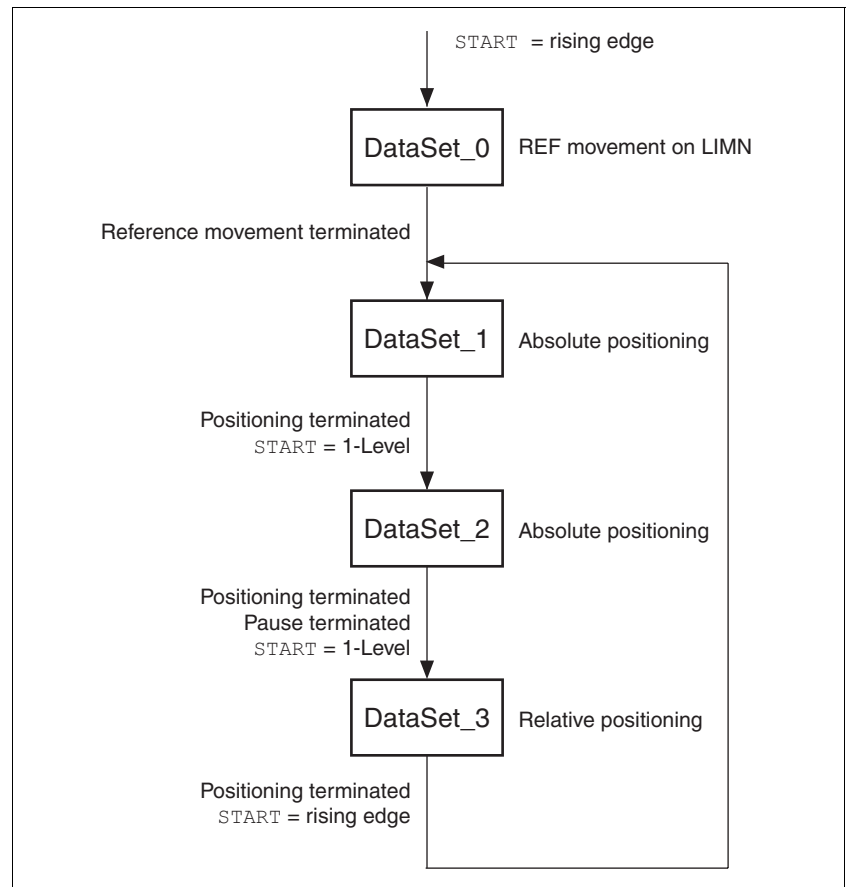 START = rising edge
DataSet_0
REF movement on LIMN
Reference movement terminated
DataSet_1
Absolute positioning
Positioning terminated
START = 1-Level
DataSet_2
Absolute positioning
Positioning terminated
Pause terminated
START = 1-Level
DataSet_3
Relative positioning
Positioning terminated
START = rising edge